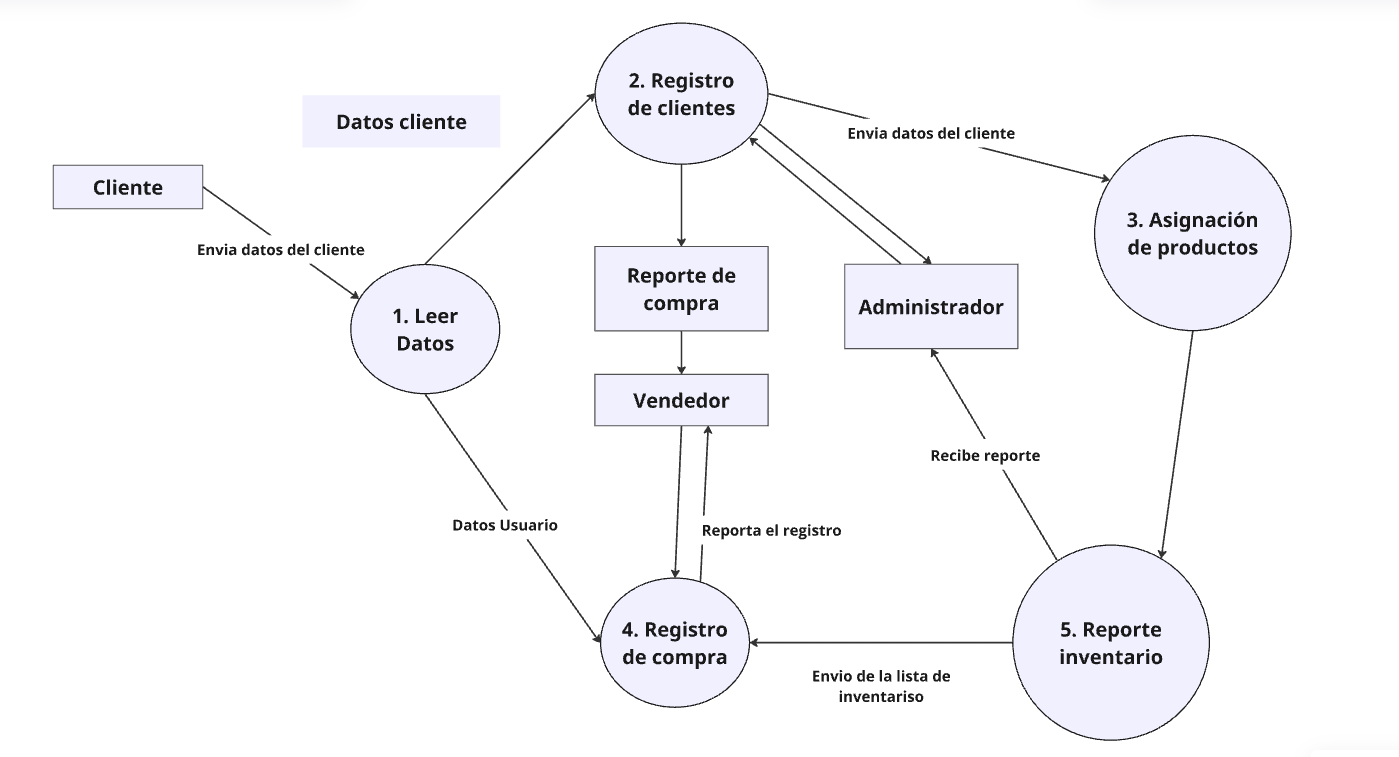 2. Registro
de clientes
Datos cliente
Envia datos del cliente
Cliente
3. Asignación
de productos
Envia datos del cliente
Reporte de
compra
Administrador
1. Leer
Datos
Vendedor
Recibe reporte
Datos Usuario
Reporta el registro
4. Registro
de compra
5. Reporte
inventario
Envio de la lista de
inventariso